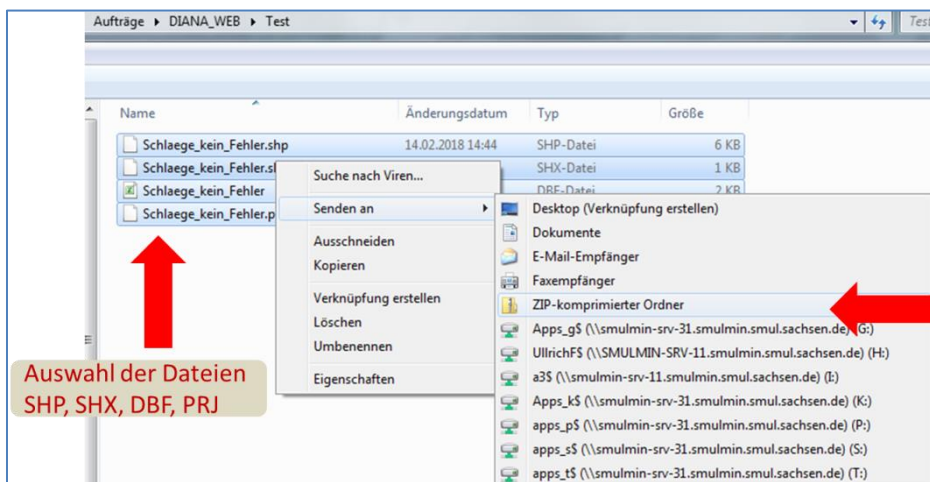 Aufträge ▸ DIANA_WEB ▸ Test
Test
Name Änderungsdatum Typ Größe
Schlaege_kein_Fehler.shp 14.02.2018 14:44 SHP-Datei 6 KB
SHX-Datei 1 KB
Schlaege_kein_Fehler DBF-Datei 2 KB
Suche nach Viren...
Senden an
Ausschneiden
Kopieren
Verknüpfung erstellen
Löschen
Umbenennen
Eigenschaften
Desktop (Verknüpfung erstellen)
Dokumente
E-Mail-Empfänger
Faxempfänger
ZIP-komprimierter Ordner
Apps_g$ (\\smulmin-srv-31.smulmin.smul.sachsen.de) (G:)
UllrichF$ (\\SMULMIN-SRV-11.smulmin.smul.sachsen.de) (H:)
a3$ (\\smulmin-srv-11.smulmin.smul.sachsen.de) (I:)
Apps_k$ (\\smulmin-srv-31.smulmin.smul.sachsen.de) (K:)
apps_p$ (\\smulmin-srv-31.smulmin.smul.sachsen.de) (P:)
apps_s$ (\\smulmin-srv-31.smulmin.smul.sachsen.de) (S:)
apps_t$ (\\smulmin-srv-31.smulmin.smul.sachsen.de) (T:)
Auswahl der Dateien
SHP, SHX, DBF, PRJ